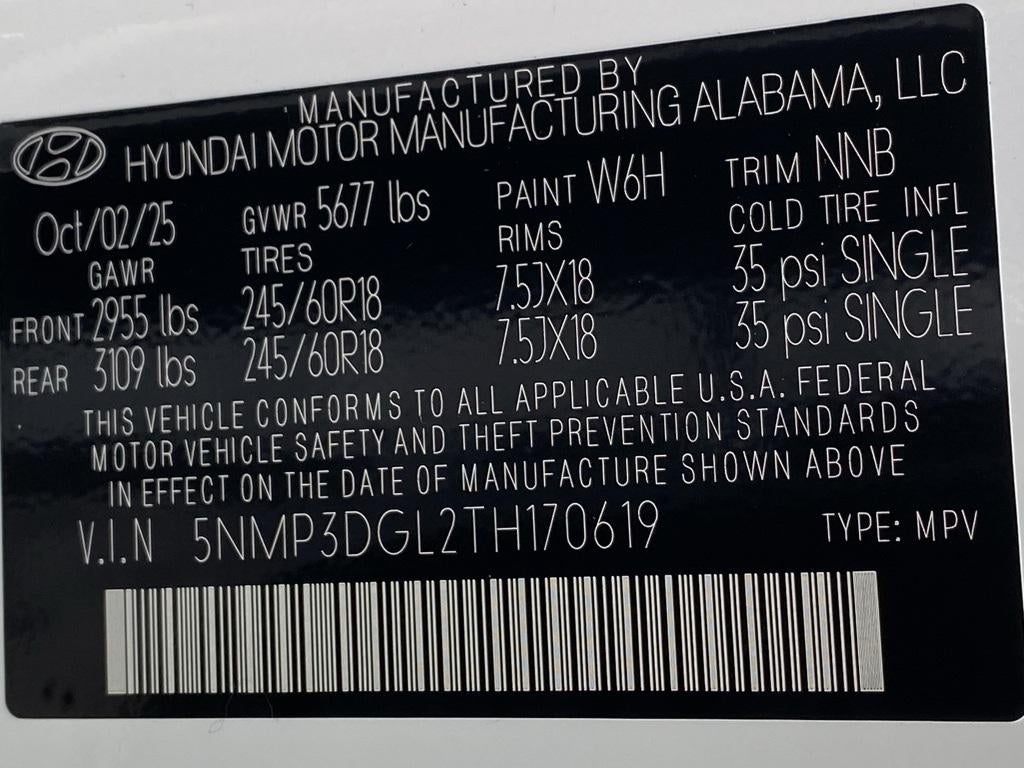 MANUFACTURED BY
HYUNDAI MOTOR MANUFACTURING ALABAMA, LLC
Oct/02/25 GVWR 5677 lbs PAINT W6H TRIM NNB
GAWR TIRES RIMS COLD TIRE INFL
FRONT 2955 lbs 245/60R18 7.5JX18 35 psi SINGLE
REAR 3109 lbs 245/60R18 7.5JX18 35 psi SINGLE
THIS VEHICLE CONFORMS TO ALL APPLICABLE U.S.A. FEDERAL
MOTOR VEHICLE SAFETY AND THEFT PREVENTION STANDARDS
IN EFFECT ON THE DATE OF MANUFACTURE SHOWN ABOVE
V.I.N 5NMP3DGL2TH170619 TYPE: MPV